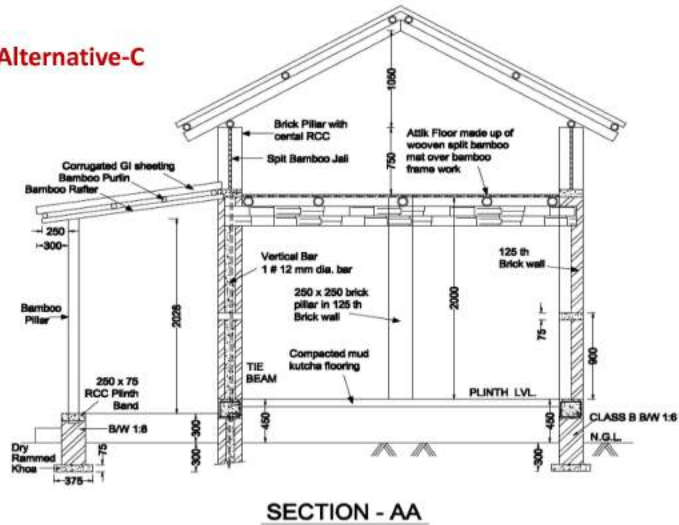 Alternative-C
1050
Brick Pillar with
cental RCC
Spit Bamboo Jali
750
Attik Floor made up of
wooven split bamboo
mat over bamboo
frame work
Corrugated GI sheeting
Bamboo Purlin
Bamboo Rafter
250
300
Bamboo
Pillar
2025
Vertical Bar
1 # 12 mm dia. bar
250 x 250 brick
pillar in 125 th
Brick wall
2000
125 th
Brick wall
75
900
Compacted mud
kutcha flooring
TIE
BEAM
PLINTH LVL.
250 x 75
RCC Plinth
Band
B/W 1:6
300
450
450
CLASS B B/W 1:6
N.G.L.
Dry
Rammed
Khoa
75
375
300
300
SECTION - AA